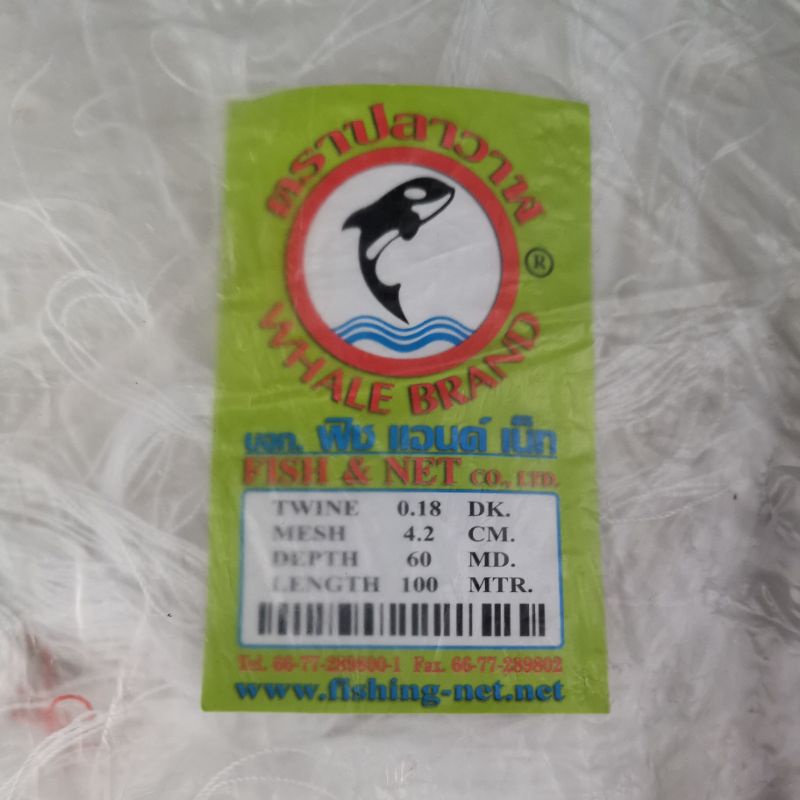 ตราปลาวาฬ
®
WHALE BRAND
บจก. ฟิช แอนด์ เน็ท
FISH & NET CO., LTD.
TWINE 0.18 DK.
MESH 4.2 CM.
DEPTH 60 MD.
LENGTH 100 MTR.
Tel. 66-77-289800-1 Fax. 66-77-289802
www.fishing-net.net